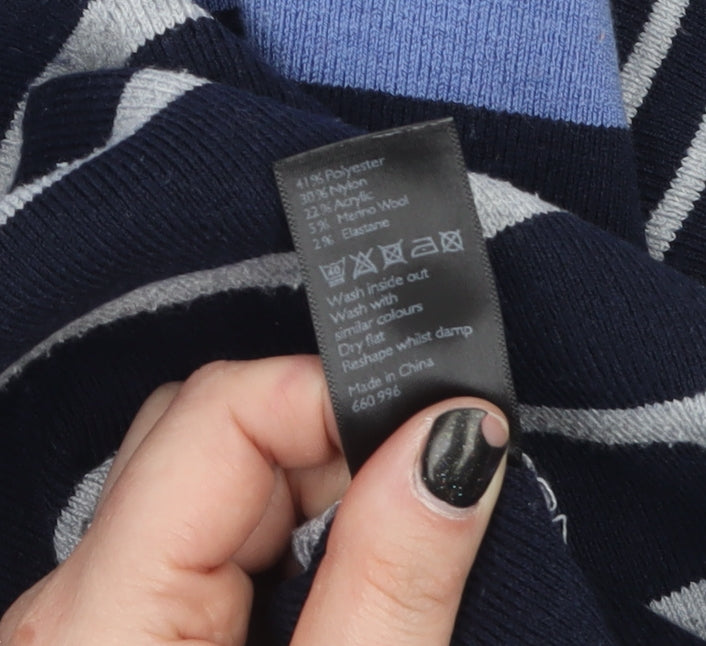 41% Polyester
30% Nylon
22% Acrylic
5% Merino Wool
2% Elastane
40
Wash inside out
Wash with
similar colours
Dry flat
Reshape whilst damp
Made in China
660 996